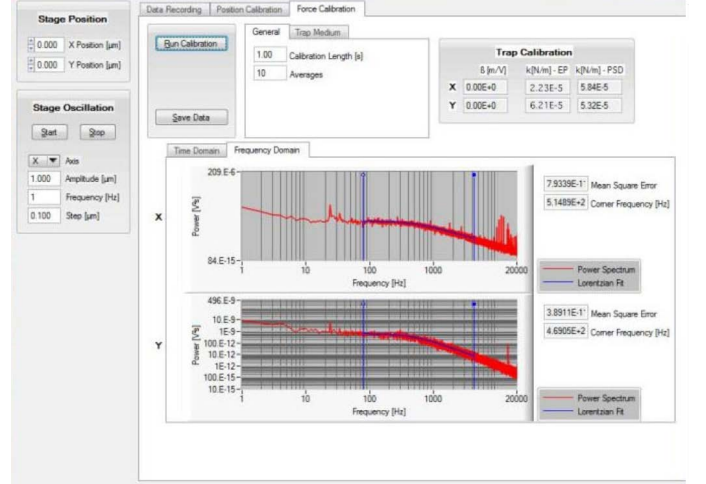 Data Recording Position Calibration Force Calibration
Stage Position
0.000 X Position [µm]
0.000 Y Position [µm]
Stage Oscillation
Start Stop
X Axis
1.000 Amplitude [µm]
1 Frequency [Hz]
0.100 Step [µm]
Run Calibration
Save Data
General Trap Medium
1.00 Calibration Length [s]
10 Averages
Trap Calibration
ß [m/V] k[N/m] - EP k[N/m] - PSD
X 0.00E+0 2.23E-5 5.84E-5
Y 0.00E+0 6.21E-5 5.32E-5
Time Domain Frequency Domain
X
Power [V²s]
209.E-6
84.E-15
1 10 100 1000 20000
Frequency [Hz]
7.9339E-1 Mean Square Error
5.1489E+2 Corner Frequency [Hz]
Power Spectrum
Lorentzian Fit
Y
Power [V²s]
496.E-9
10.E-9
1E-9
100.E-12
10.E-12
1E-12
100.E-15
10.E-15
1 10 100 1000 20000
Frequency [Hz]
3.8911E-1 Mean Square Error
4.6905E+2 Corner Frequency [Hz]
Power Spectrum
Lorentzian Fit